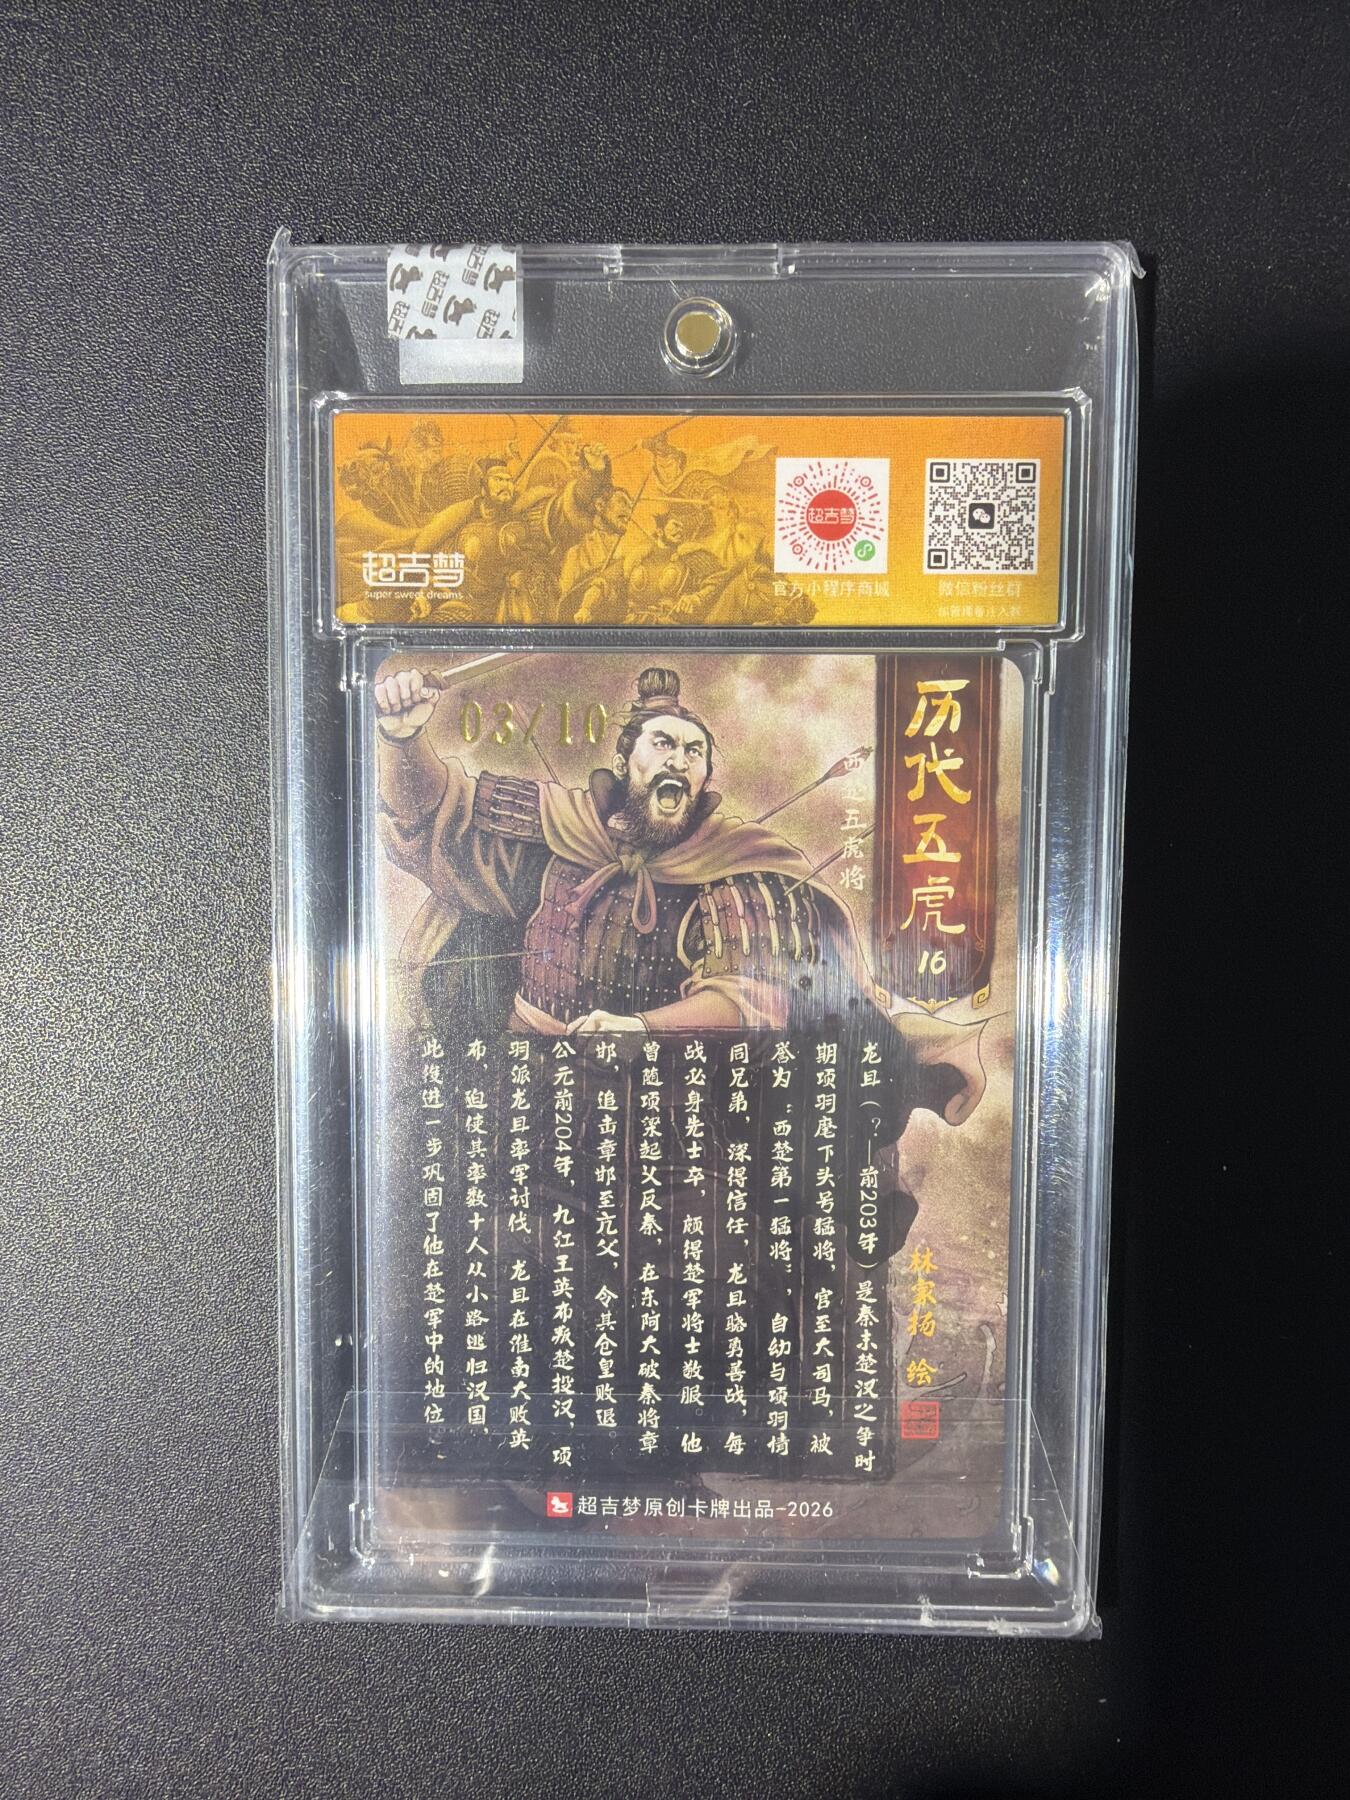 超吉梦
super sweet dreams
超吉梦
官方小程序商城
微信粉丝群
03/10
历代五虎
16
西楚五虎将
龙且（？—前203年）是秦末楚汉之争时
期项羽麾下头号猛将，官至大司马，被
誉为“西楚第一猛将”，自幼与项羽情
同兄弟，深得信任，龙且骁勇善战，每
战必身先士卒，颇得楚军将士敬服。他
曾随项梁起义反秦，在东阿大破秦将章
邯，追击章邯至亢父，令其仓皇败退。
公元前204年，九江王英布叛楚投汉，项
羽派龙且率军讨伐。龙且在淮南大败英
布，迫使其率数十人从小路逃归汉国，
此後进一步巩固了他在楚军中的地位。
林家扬 绘
超吉梦原创卡牌出品-2026